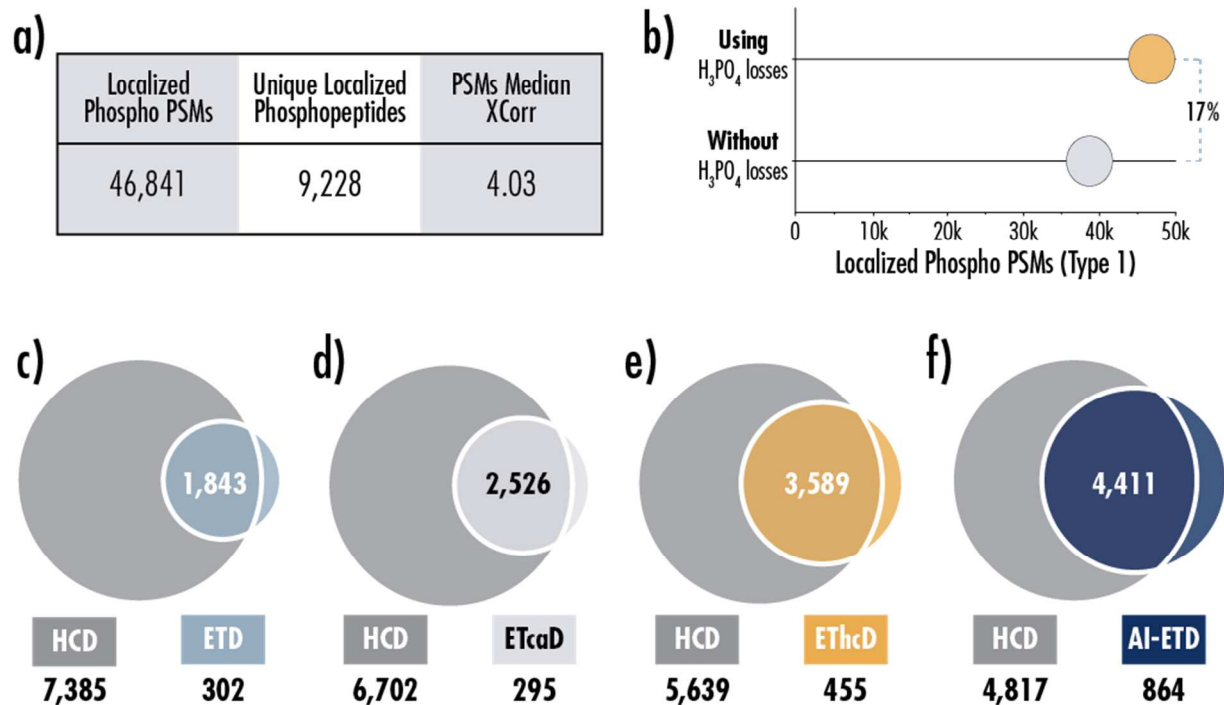 a)
Localized
Phospho PSMs
Unique Localized
Phosphopeptides
PSMs Median
XCorr
46,841
9,228
4.03
b)
Using
H₃PO₄ losses
Without
H₃PO₄ losses
17%
0 10k 20k 30k 40k 50k
Localized Phospho PSMs (Type 1)
c)
1,843
HCD ETD
7,385 302
d)
2,526
HCD ETcaD
6,702 295
e)
3,589
HCD EThcD
5,639 455
f)
4,411
HCD AI-ETD
4,817 864